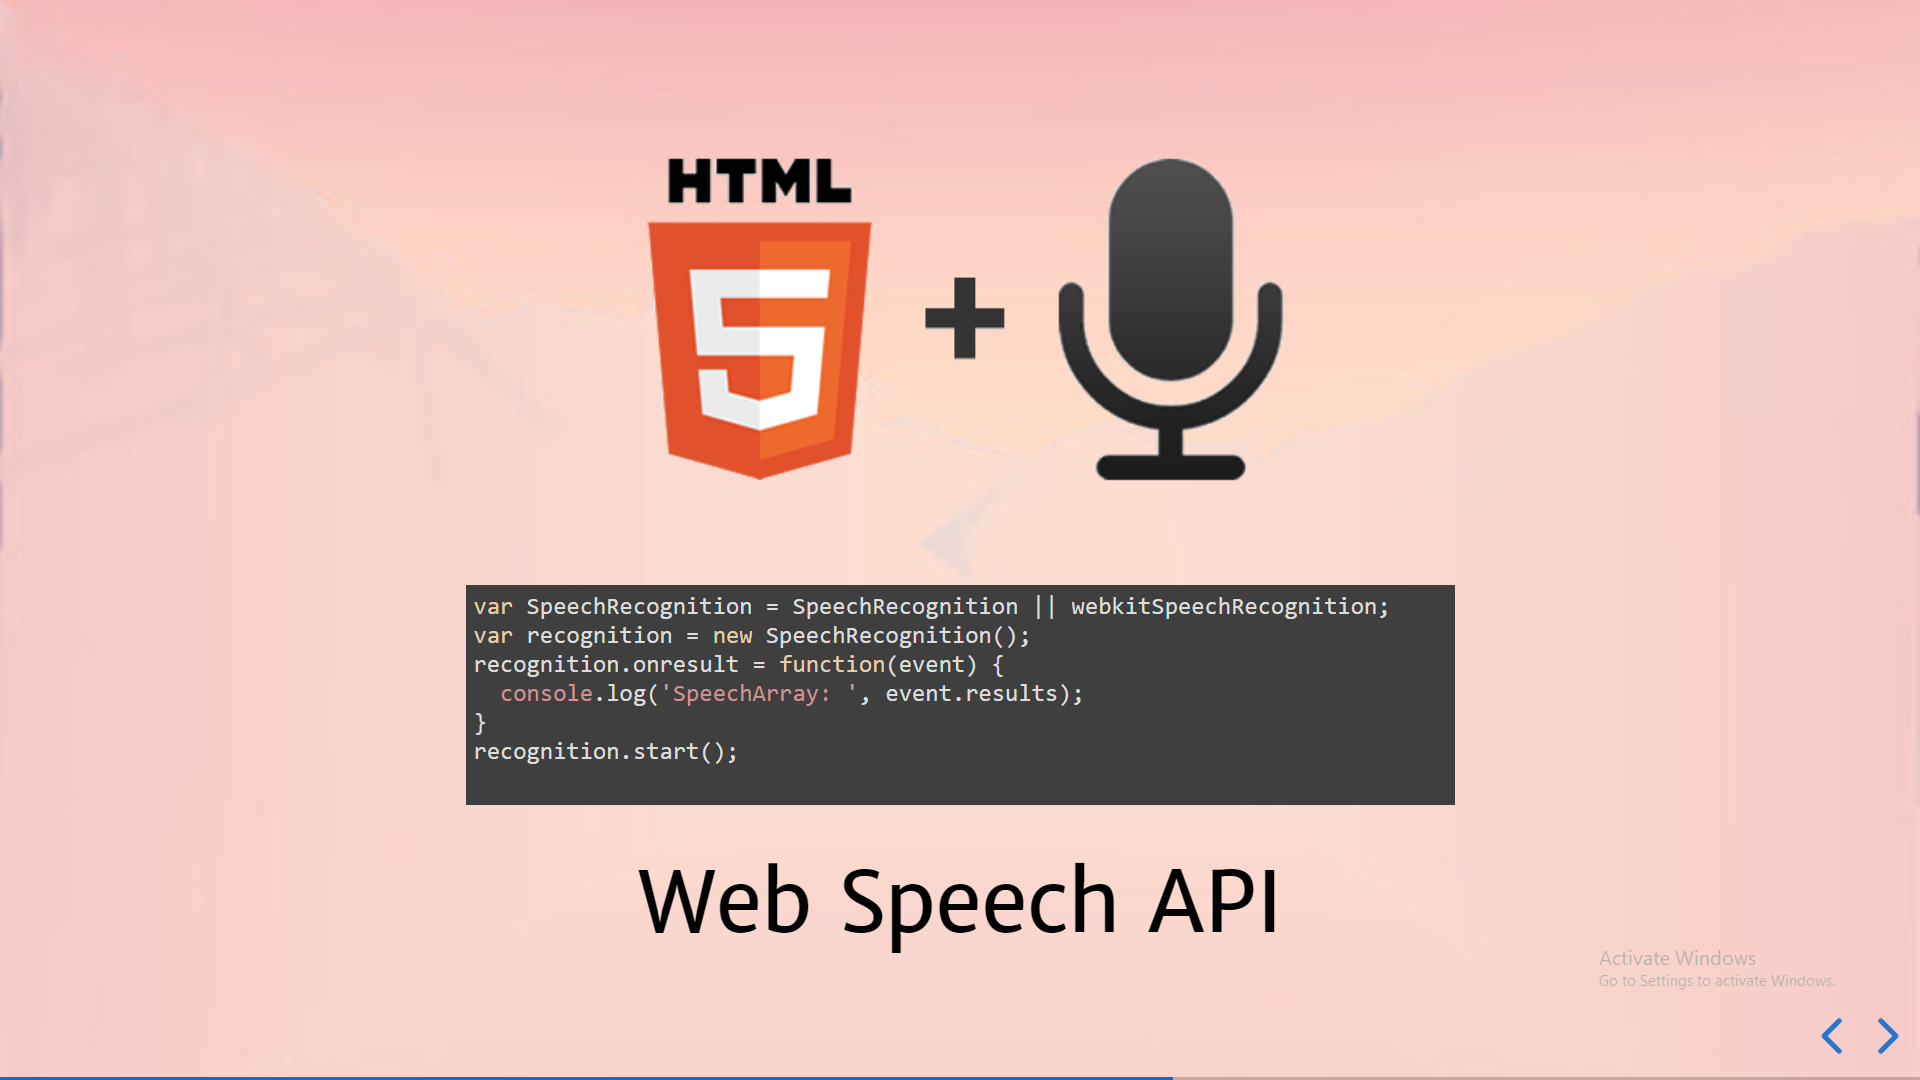 HTML
5
var SpeechRecognition = SpeechRecognition || webkitSpeechRecognition;
var recognition = new SpeechRecognition();
recognition.onresult = function(event) {
  console.log('SpeechArray: ', event.results);
}
recognition.start();
Web Speech API
Activate Windows
Go to Settings to activate Windows.